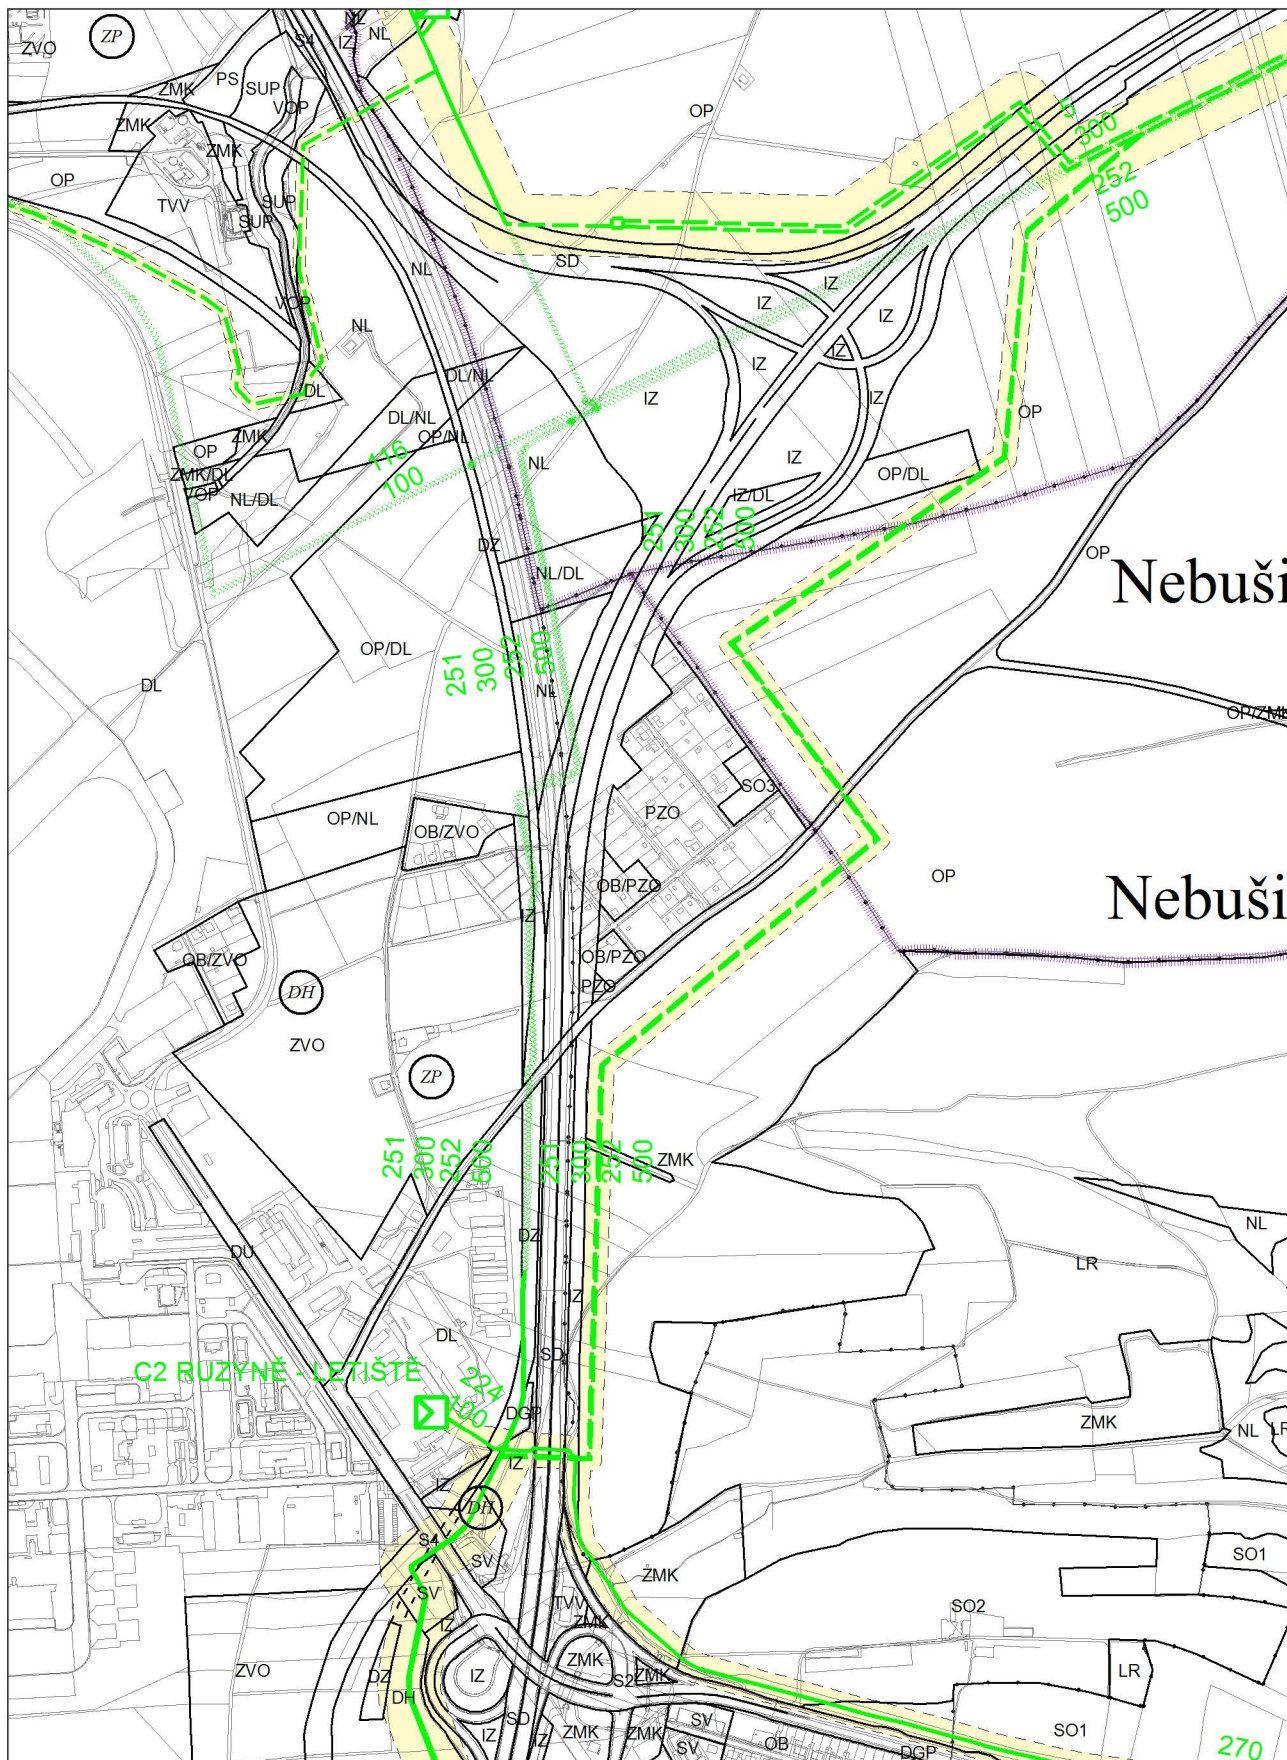 ZVO
ZP
S4
IZ
NL
NL
PS
SUP
ZMK
VOP
OP
ZMK
ZMK
5
300
OP
TVV
SUP
SUP
252
500
NL
SD
IZ
IZ
VOP
NL
IZ
IZ
DL/NL
IZ
DL
DL/NL
IZ
IZ
OP/NL
OP
ZMK
OP
116
100
NL
IZ
OP/DL
ZMK/DL
OP
NL/DL
IZ/DL
251
300
252
500
DZ
OP
NL/DL
Nebuši
OP/DL
251
300
252
500
DL
NL
OP/ZMK
SO3
OP/NL
PZO
OB/ZVO
OB/PZO
OP
Nebuši
IZ
OB/ZVO
OB/PZO
PZO
DH
ZVO
ZP
251
300
252
500
251
300
252
500
ZMK
NL
DZ
DU
LR
IZ
DL
SD
C2 RUZYNĚ - LETIŠTĚ
224
100
DGP
ZMK
NL
LR
IZ
IZ
DH
S4
SV
SO1
ZMK
SV
TVV
SO2
IZ
ZMK
ZVO
DZ
IZ
ZMK
S2
ZMK
LR
DH
SD
IZ
IZ
ZMK
ZMK
SV
SV
OB
DGP
SO1
270